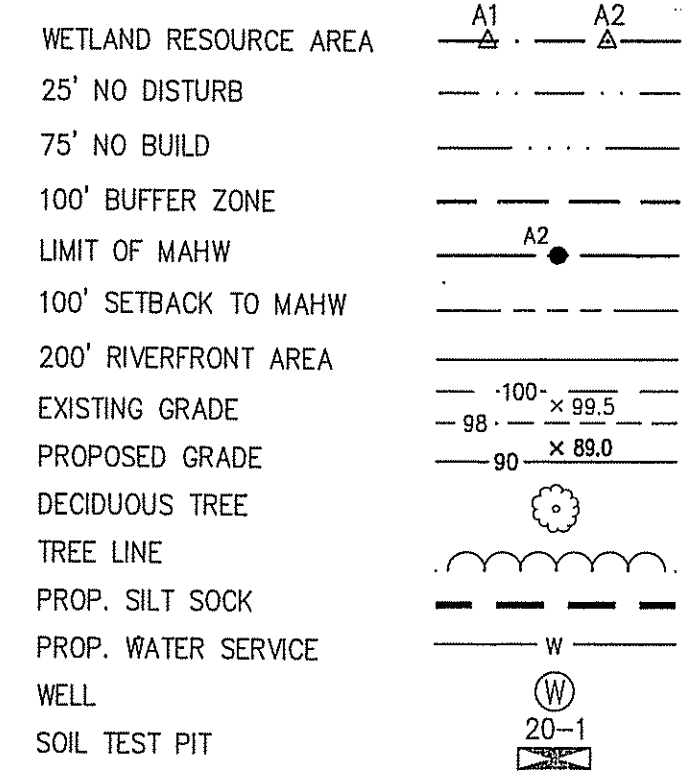 A1 A2
WETLAND RESOURCE AREA
25' NO DISTURB
75' NO BUILD
100' BUFFER ZONE
LIMIT OF MAHW A2
100' SETBACK TO MAHW
200' RIVERFRONT AREA
100
EXISTING GRADE × 99.5
98
PROPOSED GRADE × 89.0
90
DECIDUOUS TREE
TREE LINE
PROP. SILT SOCK
PROP. WATER SERVICE W
WELL W
20-1
SOIL TEST PIT